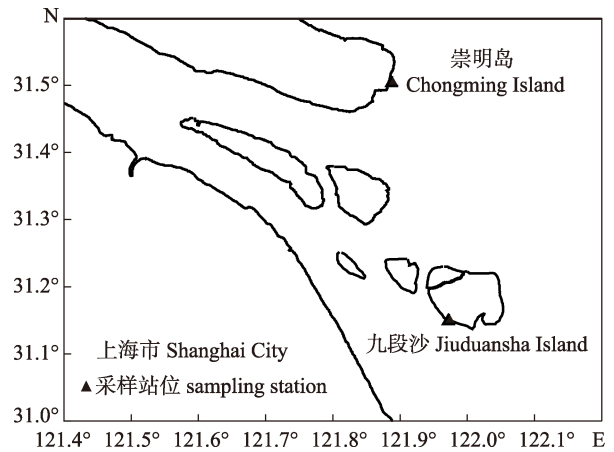 N
崇明岛
31.5°
Chongming Island
31.4°
31.3°
31.2°
九段沙 Jiuduansha Island
31.1°
上海市 Shanghai City
▲采样站位 sampling station
31.0°
121.4° 121.5° 121.6° 121.7° 121.8° 121.9° 122.0° 122.1° E